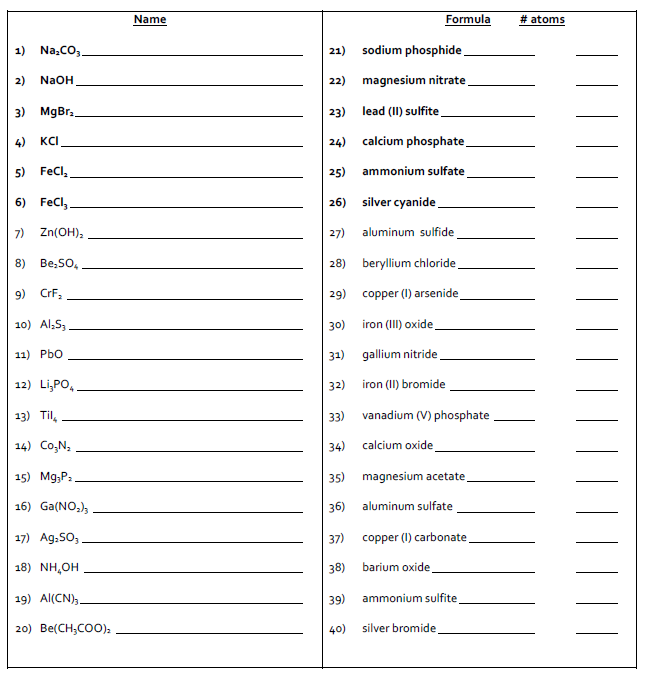 Name
1) Na₂CO₃
2) NaOH
3) MgBr₂
4) KCl
5) FeCl₂
6) FeCl₃
7) Zn(OH)₂
8) Be₂SO₄
9) CrF₂
10) Al₂S₃
11) PbO
12) Li₃PO₄
13) TiI₄
14) Co₃N₂
15) Mg₃P₂
16) Ga(NO₂)₃
17) Ag₂SO₃
18) NH₄OH
19) Al(CN)₃
20) Be(CH₃COO)₂
Formula # atoms
21) sodium phosphide
22) magnesium nitrate
23) lead (II) sulfite
24) calcium phosphate
25) ammonium sulfate
26) silver cyanide
27) aluminum sulfide
28) beryllium chloride
29) copper (I) arsenide
30) iron (III) oxide
31) gallium nitride
32) iron (II) bromide
33) vanadium (V) phosphate
34) calcium oxide
35) magnesium acetate
36) aluminum sulfate
37) copper (I) carbonate
38) barium oxide
39) ammonium sulfite
40) silver bromide